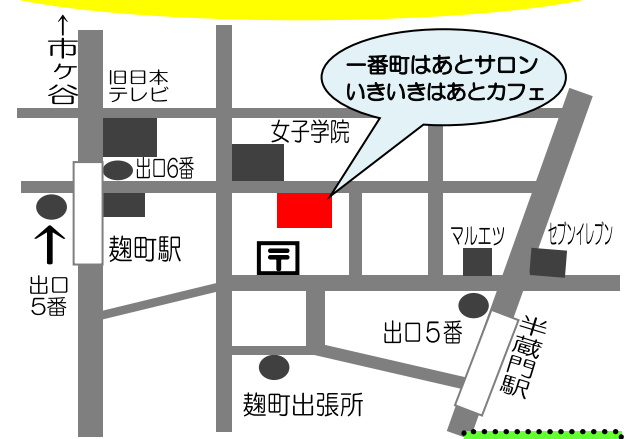 ↑市ヶ谷
旧日本
テレビ
一番町はあとサロン
いきいきはあとカフェ
女子学院
出口6番
麹町駅
マルエツ
セブンイレブン
〒
出口
5番
出口5番
半蔵門駅
麹町出張所